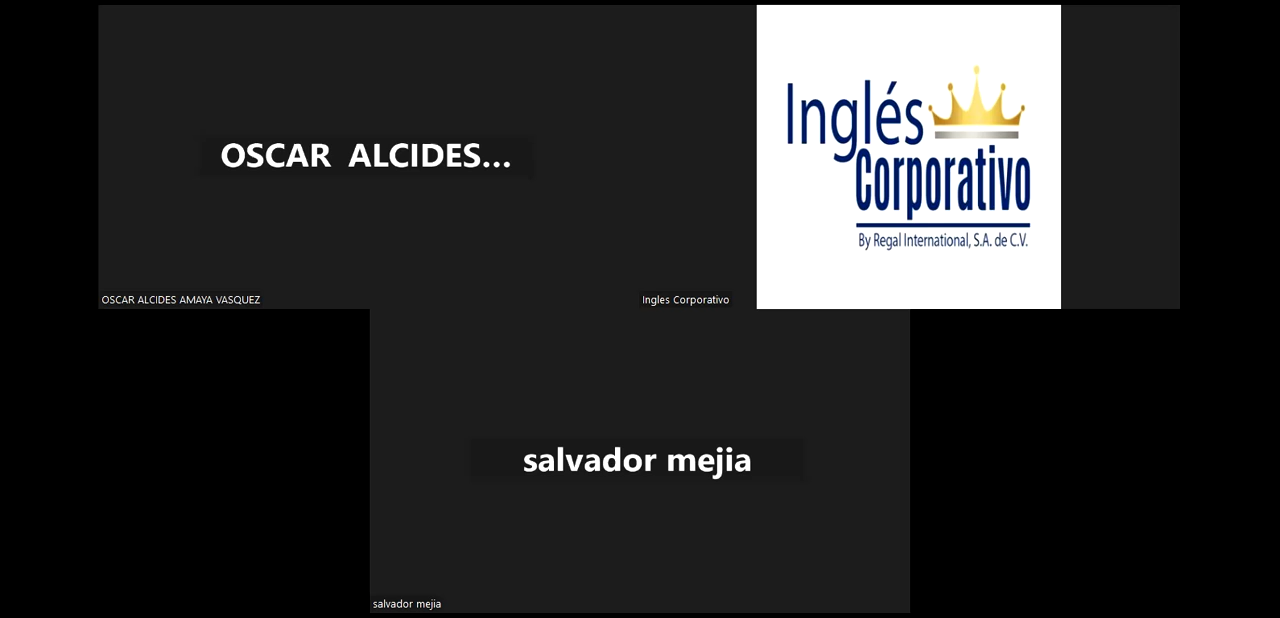 OSCAR ALCIDES...
OSCAR ALCIDES AMAYA VASQUEZ
Inglés
Corporativo
By Regal International, S.A. de C.V.
Ingles Corporativo
salvador mejia
salvador mejia